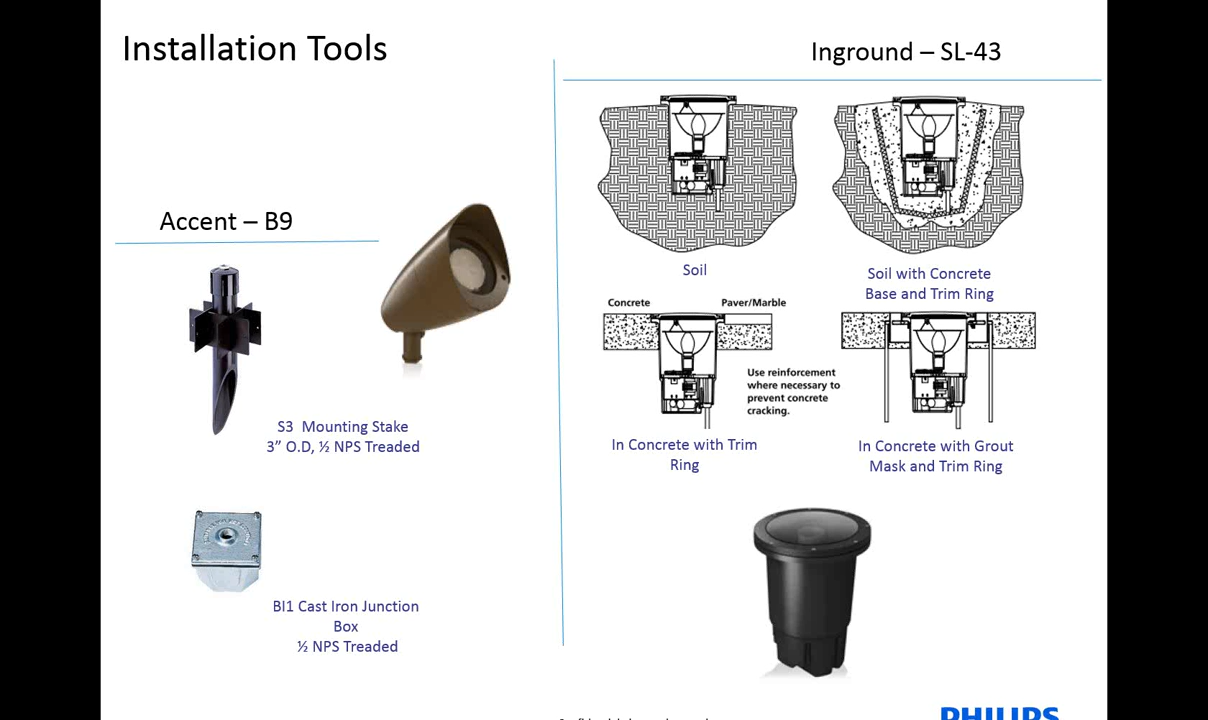 Installation Tools
Inground – SL-43
Accent – B9
S3 Mounting Stake
3” O.D, ½ NPS Treaded
BI1 Cast Iron Junction
Box
½ NPS Treaded
Soil
Soil with Concrete
Base and Trim Ring
Concrete
Paver/Marble
Use reinforcement
where necessary to
prevent concrete
cracking.
In Concrete with Trim
Ring
In Concrete with Grout
Mask and Trim Ring
PHILIPS